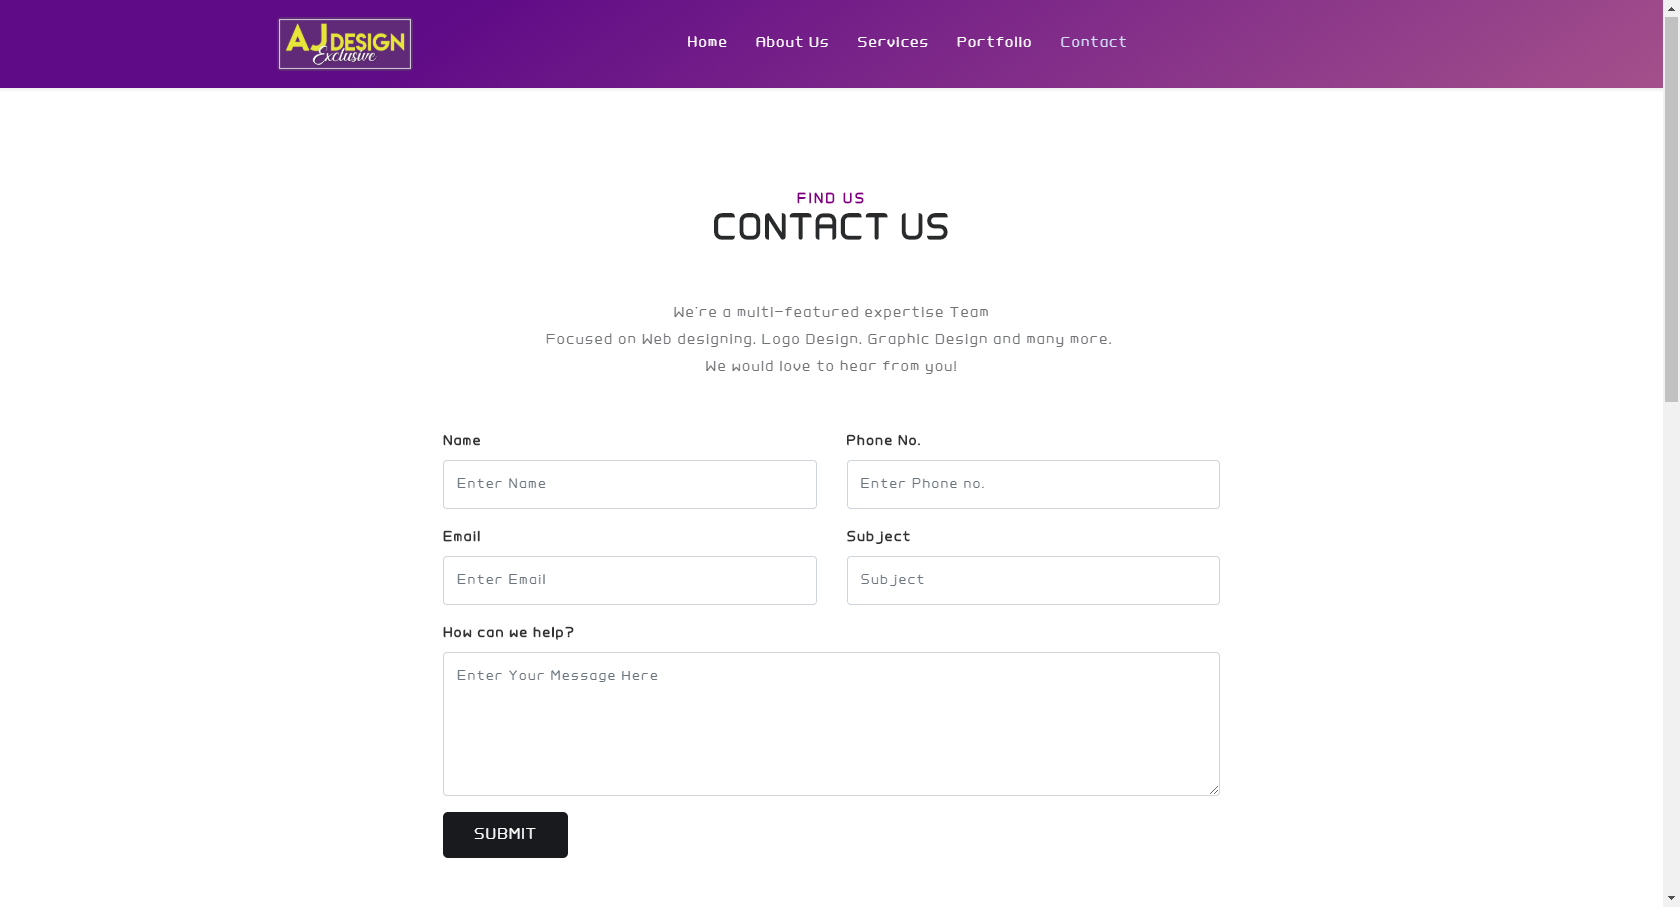 AJ DESIGN
Exclusive
Home About Us Services Portfolio Contact
FIND US
CONTACT US
We're a multi-featured expertise Team
Focused on Web designing, Logo Design, Graphic Design and many more.
We would love to hear from you!
Name Phone No.
Enter Name Enter Phone no.
Email Subject
Enter Email Subject
How can we help?
Enter Your Message Here
SUBMIT